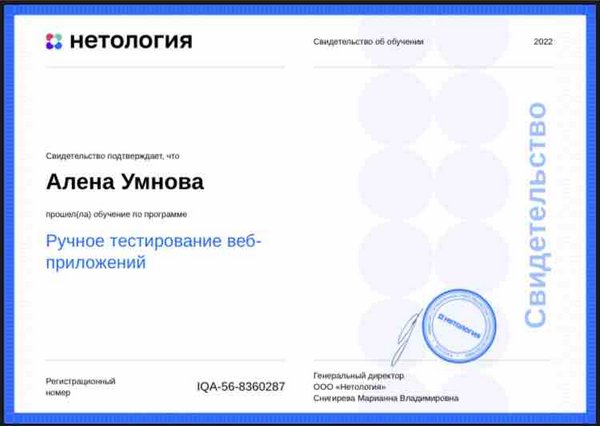 нетология
Свидетельство об обучении
2022
Свидетельство подтверждает, что
Алена Умнова
прошел(ла) обучение по программе
Ручное тестирование веб-
приложений
Свидетельство
нетология
Регистрационный
номер
IQA-56-8360287
Генеральный директор
ООО «Нетология»
Снигирева Марианна Владимировна